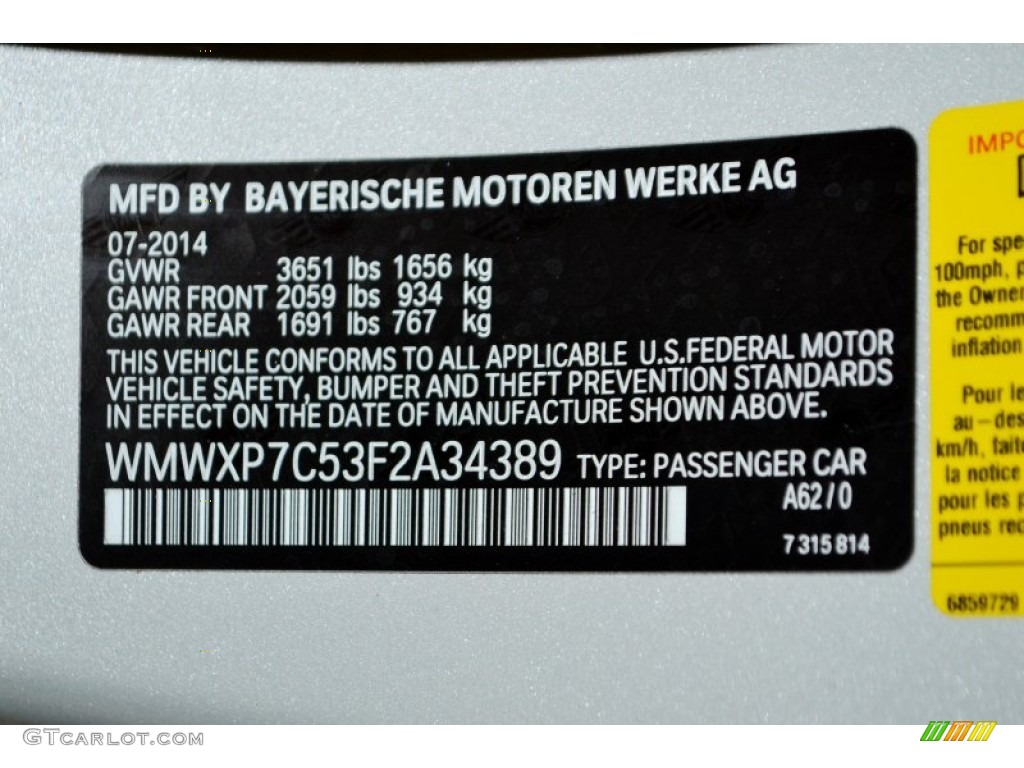 MFD BY BAYERISCHE MOTOREN WERKE AG
07-2014
GVWR 3651 lbs 1656 kg
GAWR FRONT 2059 lbs 934 kg
GAWR REAR 1691 lbs 767 kg
THIS VEHICLE CONFORMS TO ALL APPLICABLE U.S.FEDERAL MOTOR
VEHICLE SAFETY, BUMPER AND THEFT PREVENTION STANDARDS
IN EFFECT ON THE DATE OF MANUFACTURE SHOWN ABOVE.
WMWXP7C53F2A34389 TYPE: PASSENGER CAR
A62/0
7 315 814
IMPO
For spe
100mph, p
the Owner
recomm
inflation
Pour le
au-des
km/h, faite
la notice
pour les p
pneus rec
6859729
GTCARLOT.COM